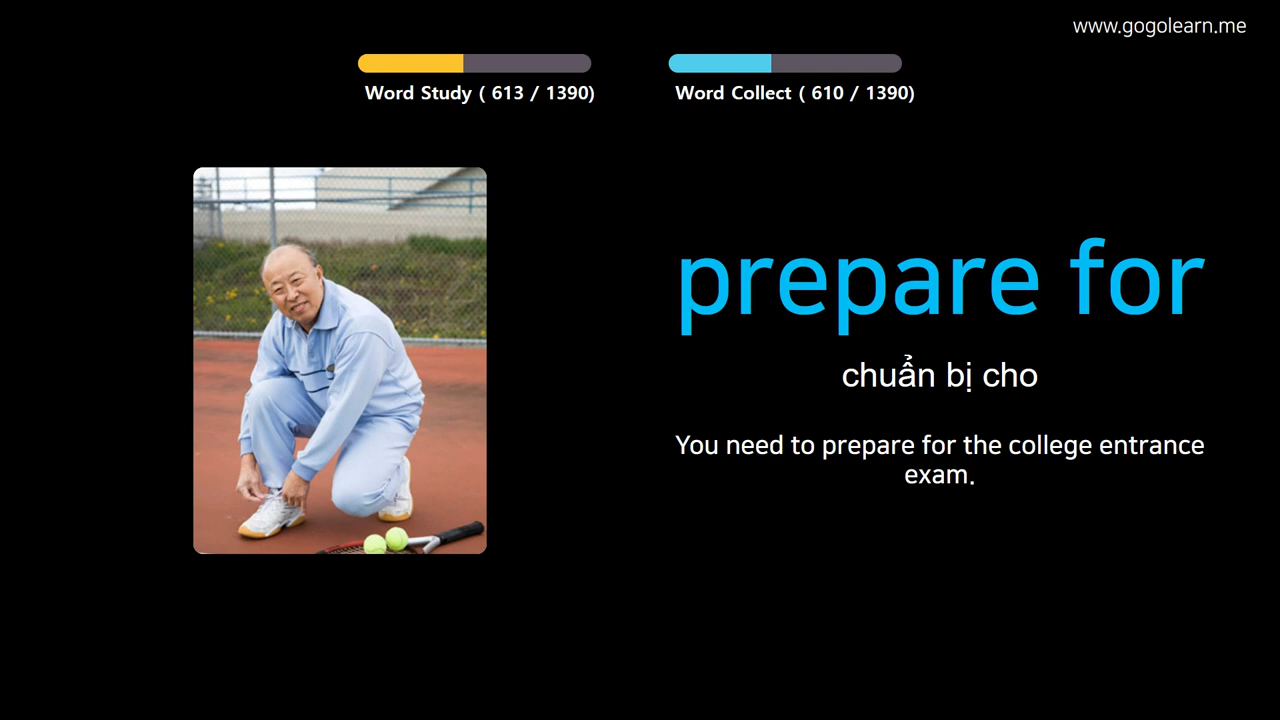 www.gogolearn.me
Word Study ( 613 / 1390)
Word Collect ( 610 / 1390)
prepare for
chuẩn bị cho
You need to prepare for the college entrance
exam.